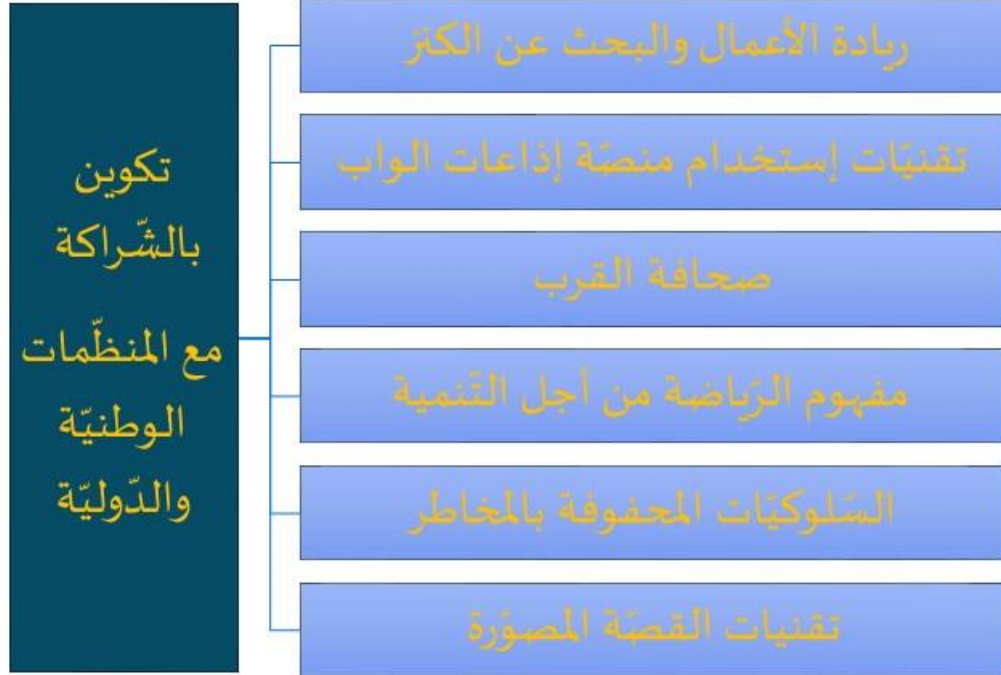 تكوين
بالشّراكة
مع المنظّمات
الوطنيّة
والدّوليّة
ريادة الأعمال والبحث عن الكنز
تقنيّات إستخدام منصّة إذاعات الواب
صحافة القرب
مفهوم الرّياضة من أجل التّنمية
السّلوكيّات المحفوفة بالمخاطر
تقنيات القصّة المصوّرة